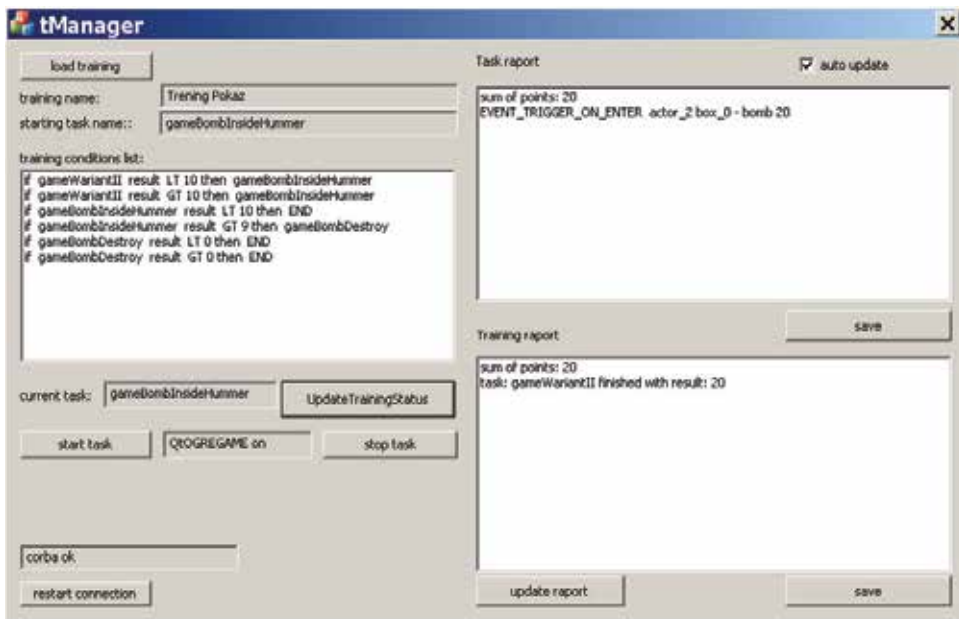 tManager
load training
training name:
Trening Pokaz
starting task name::
gameBombInsideHummer
training conditions list:
if gameWariantII result LT 10 then gameBombInsideHummer
if gameWariantII result GT 10 then gameBombInsideHummer
if gameBombInsideHummer result LT 10 then END
if gameBombInsideHummer result GT 9 then gameBombDestroy
if gameBombDestroy result LT 0 then END
if gameBombDestroy result GT 0 then END
current task:
gameBombInsideHummer
UpdateTrainingStatus
start task
QtOGREGAME on
stop task
corba ok
restart connection
Task raport
auto update
sum of points: 20
EVENT_TRIGGER_ON_ENTER actor_2 box_0 - bomb 20
save
Training raport
sum of points: 20
task: gameWariantII finished with result: 20
update raport
save